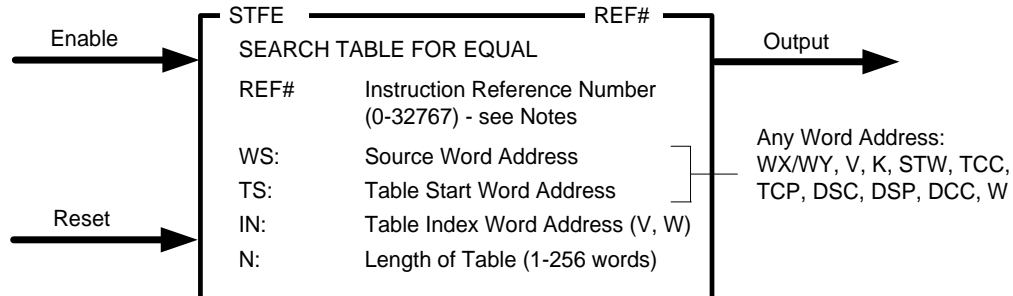 STFE REF#
Enable
SEARCH TABLE FOR EQUAL
Output
REF# Instruction Reference Number
(0-32767) - see Notes
WS: Source Word Address
TS: Table Start Word Address
Any Word Address:
WX/WY, V, K, STW, TCC,
TCP, DSC, DSP, DCC, W
Reset
IN: Table Index Word Address (V, W)
N: Length of Table (1-256 words)